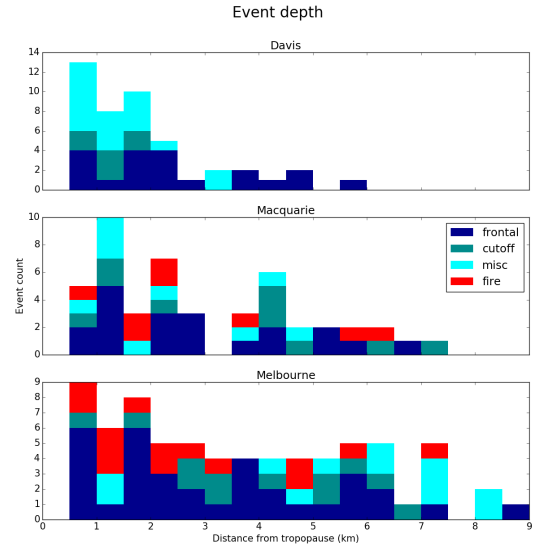 Event depth
Davis
14
12
10
8
6
4
2
0
Macquarie
10
8
6
4
2
0
frontal
cutoff
misc
fire
Event count
Melbourne
9
8
7
6
5
4
3
2
1
0
0 1 2 3 4 5 6 7 8 9
Distance from tropopause (km)